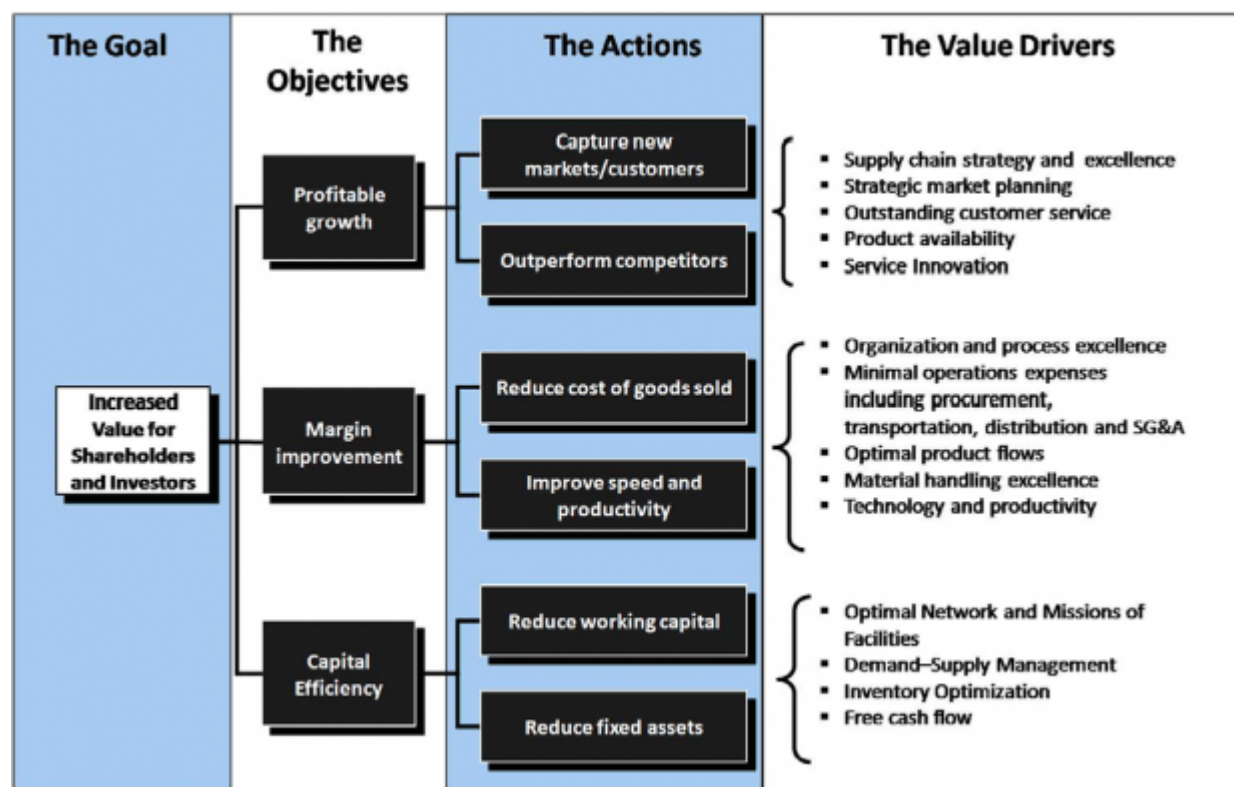 The Goal
The
Objectives
The Actions
The Value Drivers
Increased
Value for
Shareholders
and Investors
Profitable
growth
Capture new
markets/customers
Outperform competitors
▪ Supply chain strategy and excellence
▪ Strategic market planning
▪ Outstanding customer service
▪ Product availability
▪ Service Innovation
Margin
improvement
Reduce cost of goods sold
Improve speed and
productivity
▪ Organization and process excellence
▪ Minimal operations expenses
including procurement,
transportation, distribution and SG&A
▪ Optimal product flows
▪ Material handling excellence
▪ Technology and productivity
Capital
Efficiency
Reduce working capital
Reduce fixed assets
▪ Optimal Network and Missions of
Facilities
▪ Demand–Supply Management
▪ Inventory Optimization
▪ Free cash flow